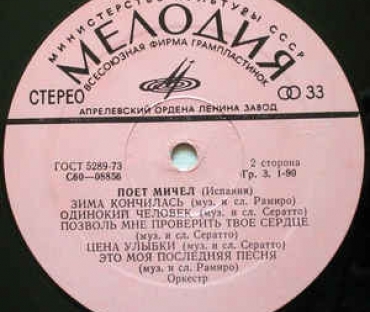 МИНИСТЕРСТВО КУЛЬТУРЫ СССР
МЕЛОДИЯ
ВСЕСОЮЗНАЯ ФИРМА ГРАМПЛАСТИНОК
СТЕРЕО
33
АПРЕЛЕВСКИЙ ОРДЕНА ЛЕНИНА ЗАВОД
ГОСТ 5289-73
2 сторона
С60—08856
Гр. 3. 1-90
ПОЕТ МИЧЕЛ (Испания)
ЗИМА КОНЧИЛАСЬ (муз. и сл. Рамиро)
ОДИНОКИЙ ЧЕЛОВЕК (муз. и сл. Сератто)
ПОЗВОЛЬ МНЕ ПРОВЕРИТЬ ТВОЕ СЕРДЦЕ
(муз. и сл. Сератто)
ЦЕНА УЛЫБКИ (муз. и сл. Сератто)
ЭТО МОЯ ПОСЛЕДНЯЯ ПЕСНЯ
(муз. и сл. Рамиро)
Оркестр